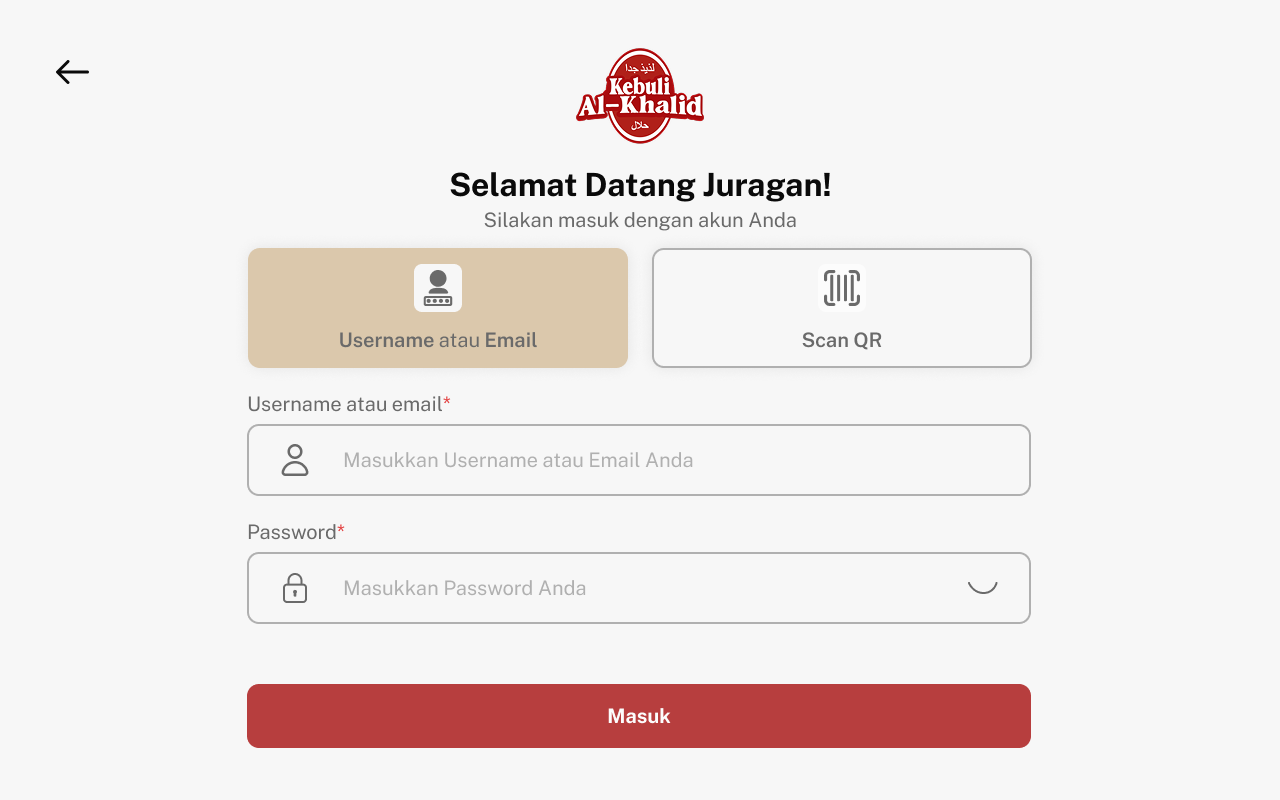 لذيذ جدا
Kebuli
Al-Khalid
حلال
Selamat Datang Juragan!
Silakan masuk dengan akun Anda
Username atau Email
Scan QR
Username atau email*
Masukkan Username atau Email Anda
Password*
Masukkan Password Anda
Masuk